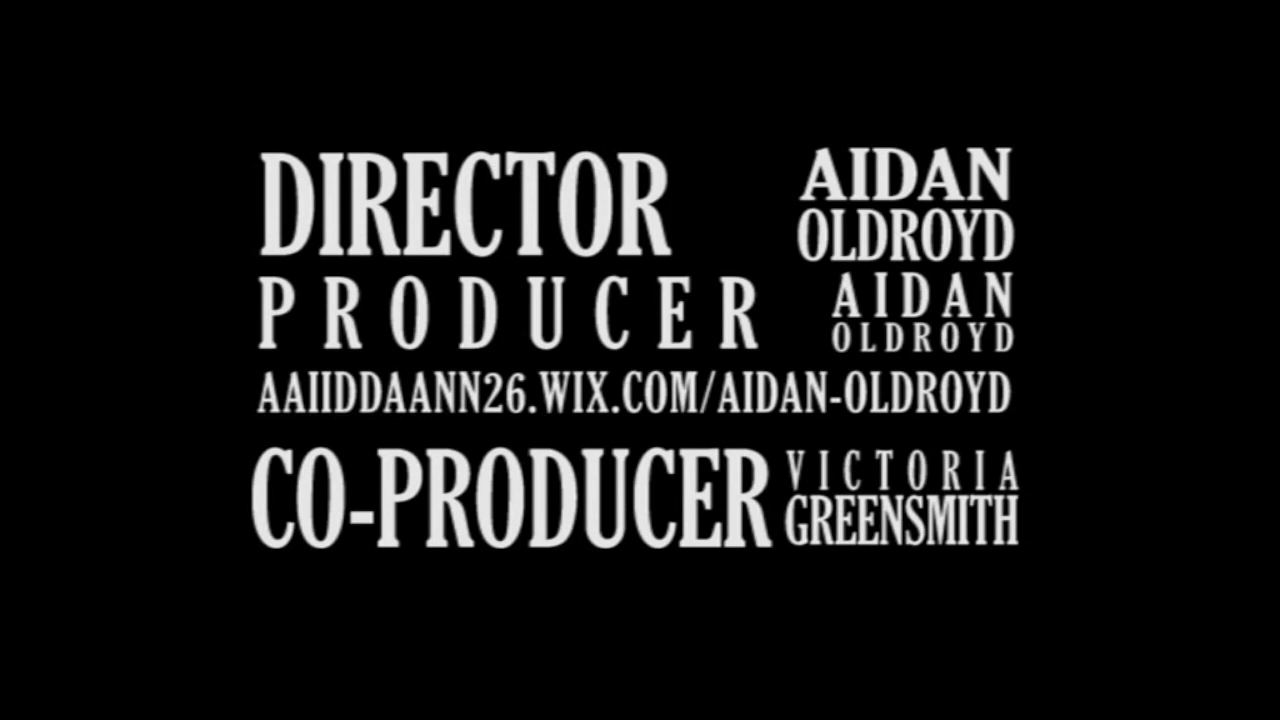 DIRECTOR AIDAN
OLDROYD
PRODUCER AIDAN
OLDROYD
AAIIDDAANN26.WIX.COM/AIDAN-OLDROYD
CO-PRODUCER VICTORIA
GREENSMITH